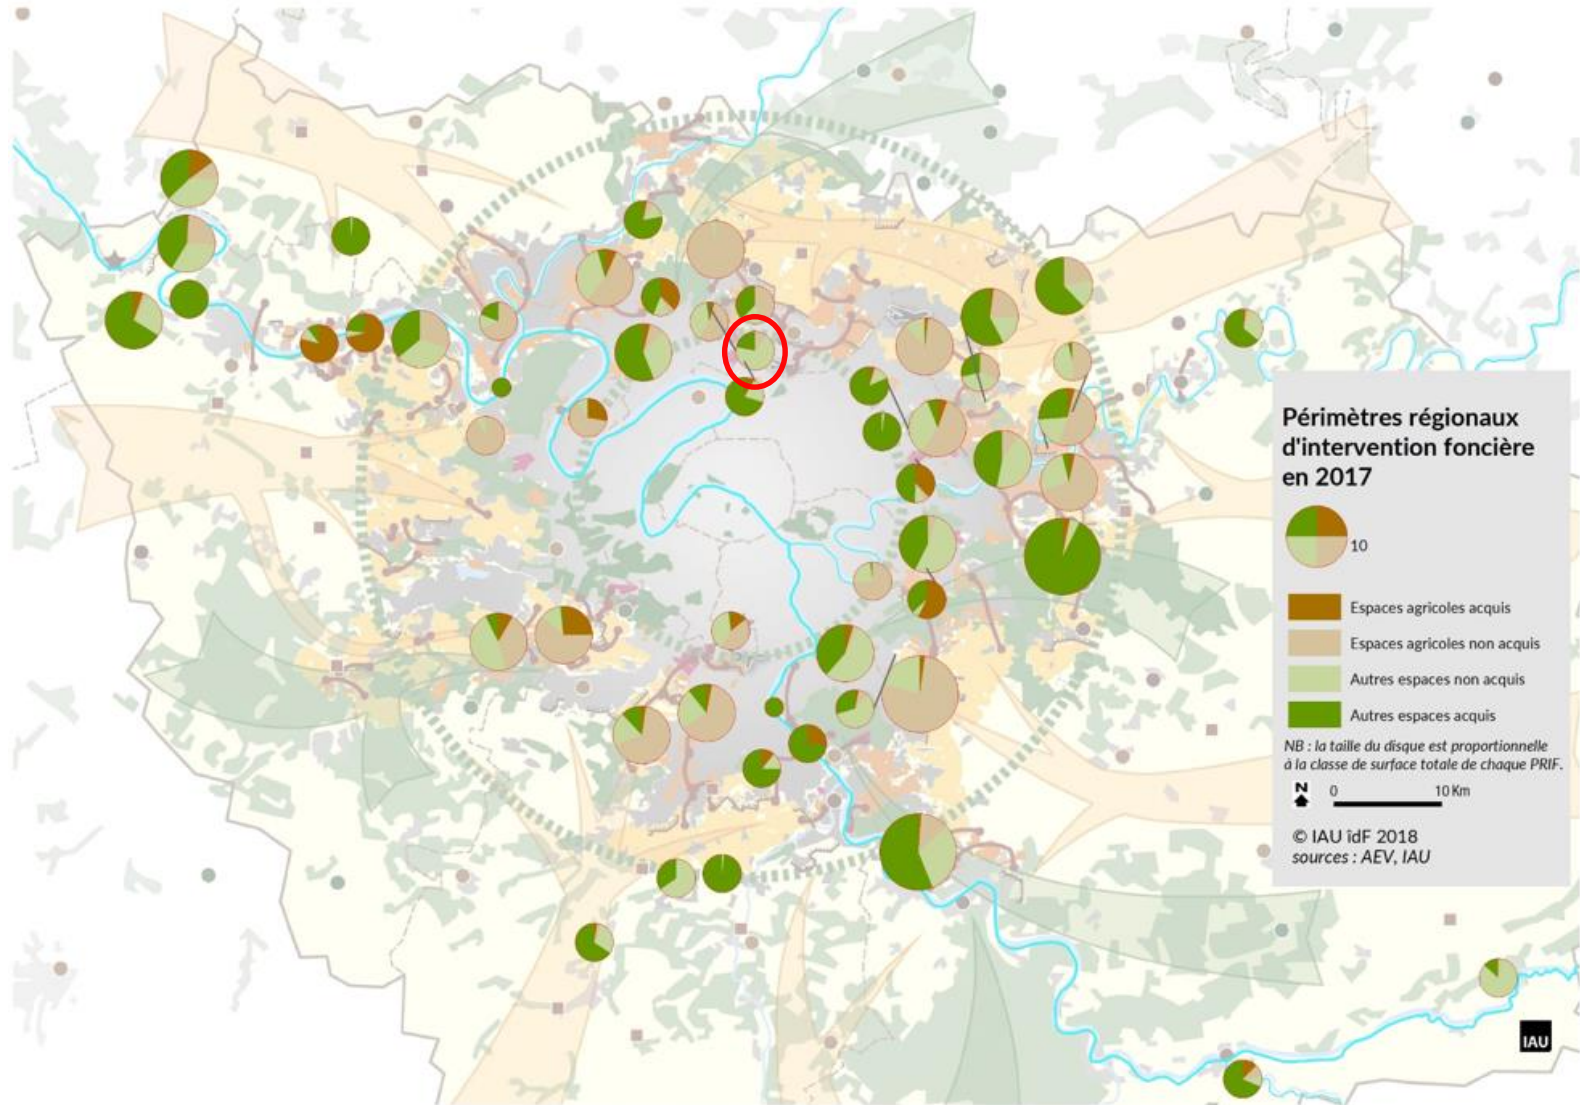 Périmètres régionaux
d'intervention foncière
en 2017
10
Espaces agricoles acquis
Espaces agricoles non acquis
Autres espaces non acquis
Autres espaces acquis
NB : la taille du disque est proportionnelle
à la classe de surface totale de chaque PRIF.
N
0 10 Km
© IAU îdF 2018
sources : AEV, IAU
IAU